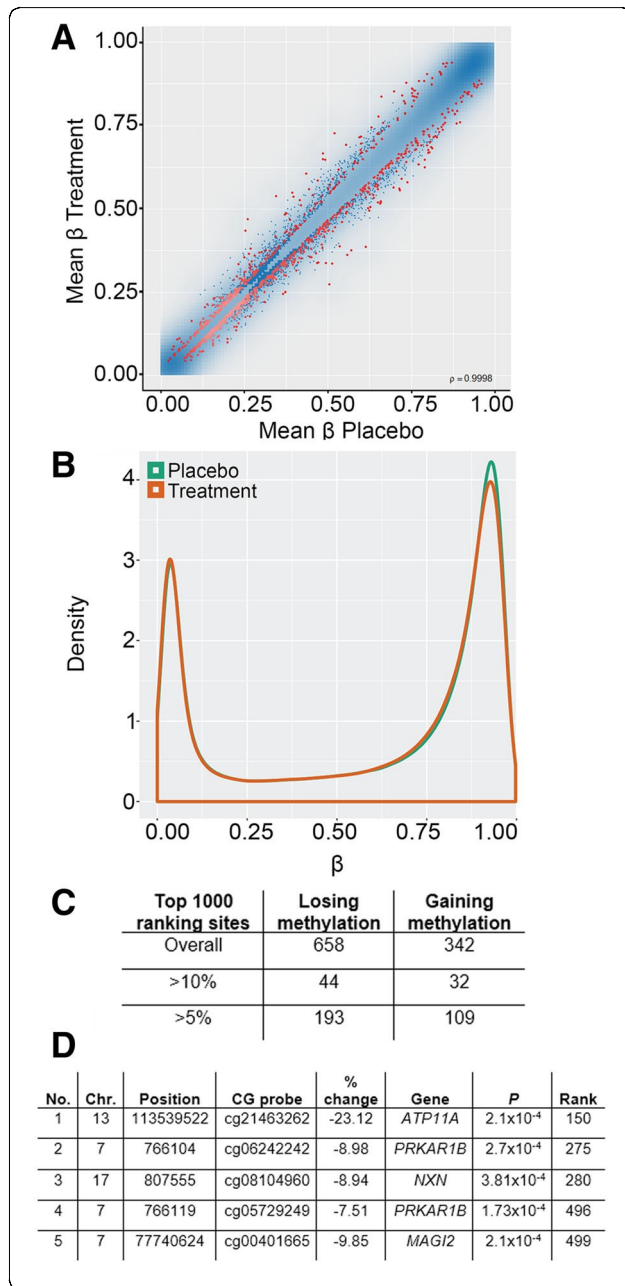 A
1.00
0.75
0.50
0.25
0.00
Mean β Treatment
ρ = 0.9998
0.00 0.25 0.50 0.75 1.00
Mean β Placebo
B
Placebo
Treatment
4
3
2
1
0
Density
0.00 0.25 0.50 0.75 1.00
β
C
Top 1000 ranking sites Losing methylation Gaining methylation
Overall 658 342
>10% 44 32
>5% 193 109
D
No. Chr. Position CG probe % change Gene P Rank
1 13 113539522 cg21463262 -23.12 ATP11A 2.1x10⁻⁴ 150
2 7 766104 cg06242242 -8.98 PRKAR1B 2.7x10⁻⁴ 275
3 17 807555 cg08104960 -8.94 NXN 3.81x10⁻⁴ 280
4 7 766119 cg05729249 -7.51 PRKAR1B 1.73x10⁻⁴ 496
5 7 77740624 cg00401665 -9.85 MAGI2 2.1x10⁻⁴ 499